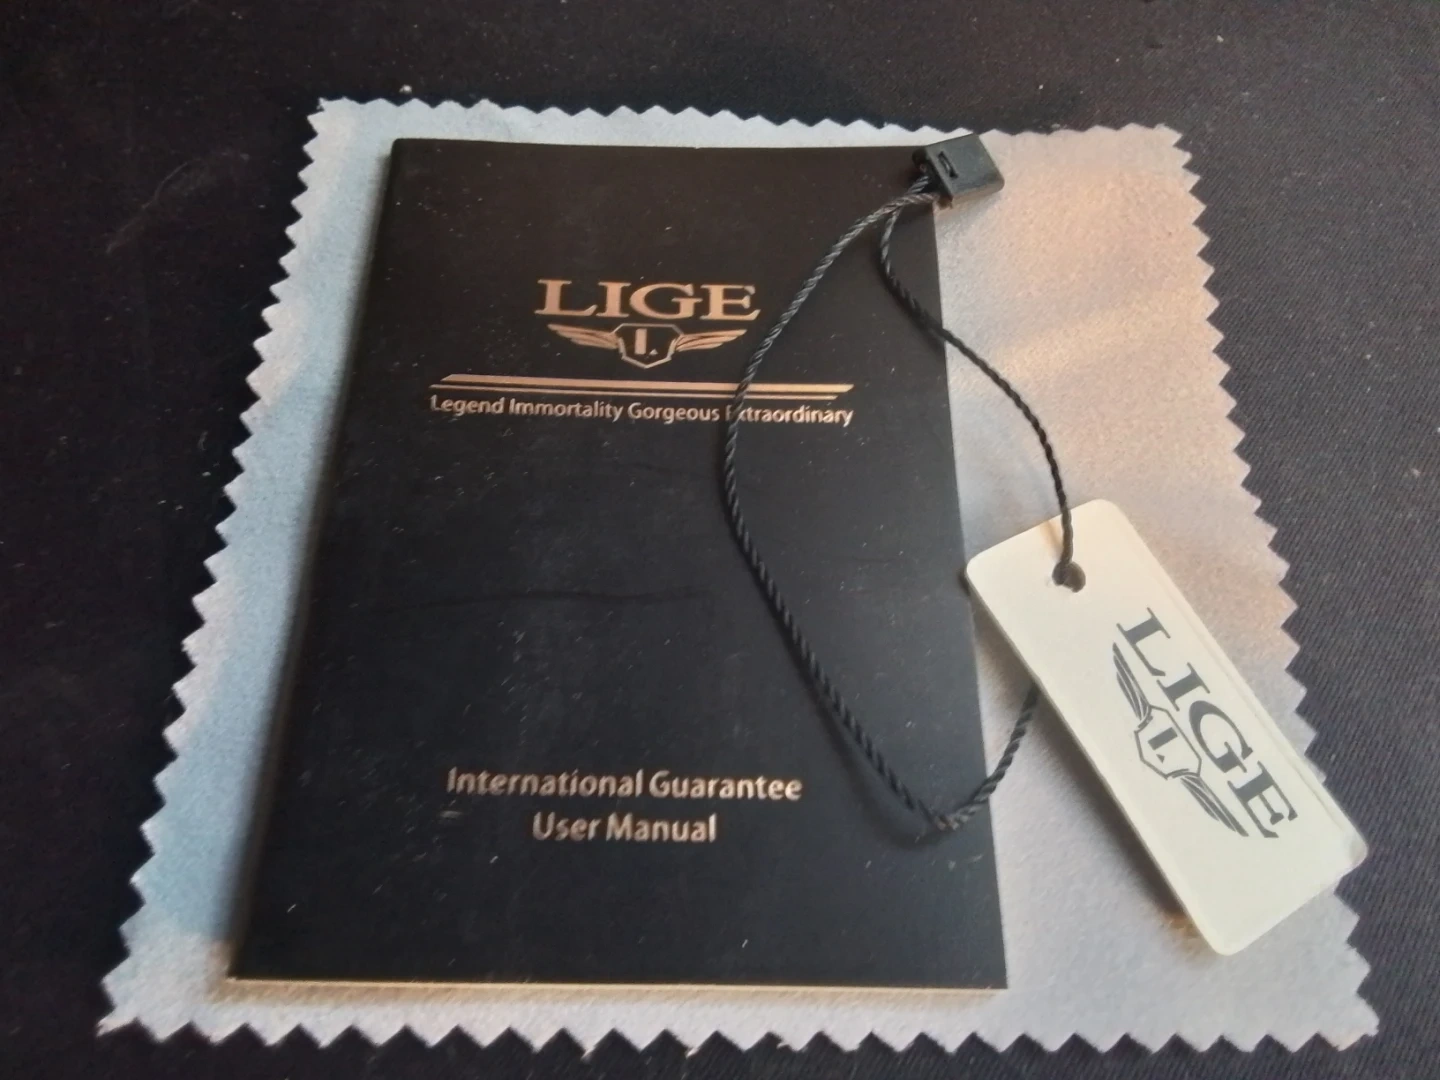 LIGE
L.
Legend Immortality Gorgeous Extraordinary
International Guarantee
User Manual
LIGE
L.